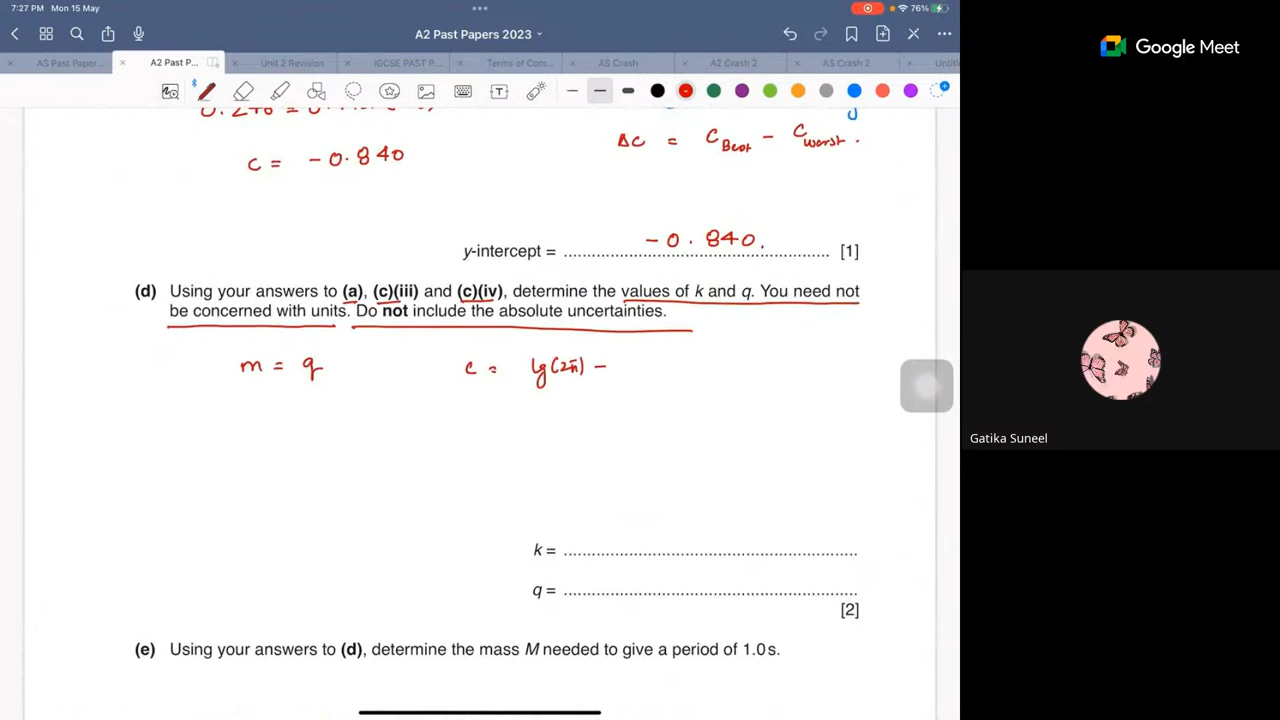 7:27 PM Mon 15 May
76%
A2 Past Papers 2023
AS Past Paper...
A2 Past P...
Unit 2 Revision
IGCSE PAST P...
Terms of Com...
AS Crash
A2 Crash 2
AS Crash 2
Untitl
Google Meet
ΔC = C Best - C worst .
c = - 0.840
y-intercept = - 0.840. [1]
(d) Using your answers to (a), (c)(iii) and (c)(iv), determine the values of k and q. You need not
be concerned with units. Do not include the absolute uncertainties.
m = q c = lg(2π) -
Gatika Suneel
k =
q =
[2]
(e) Using your answers to (d), determine the mass M needed to give a period of 1.0 s.